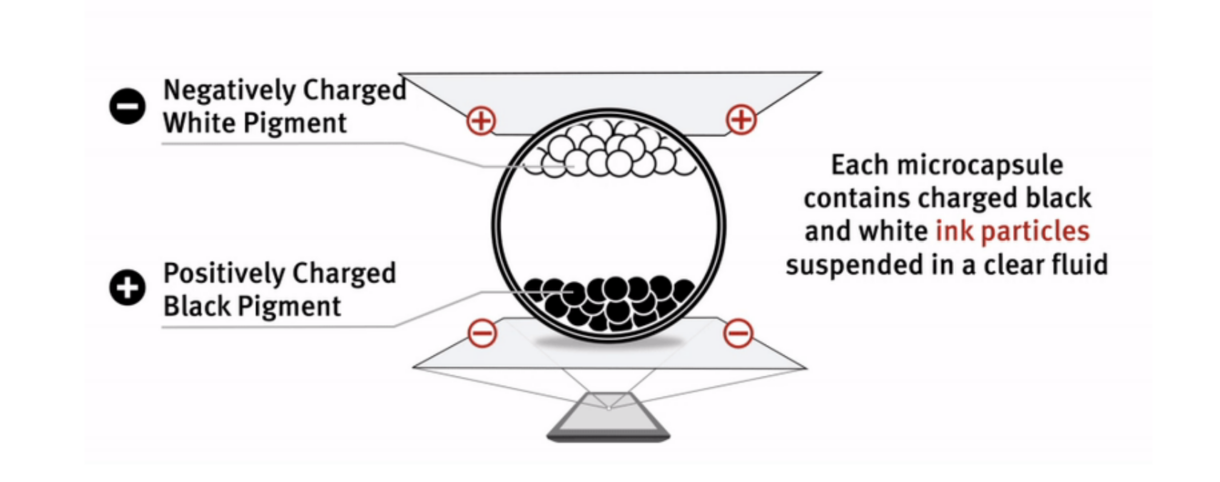 Negatively Charged
White Pigment
Each microcapsule
contains charged black
and white ink particles
suspended in a clear fluid
Positively Charged
Black Pigment